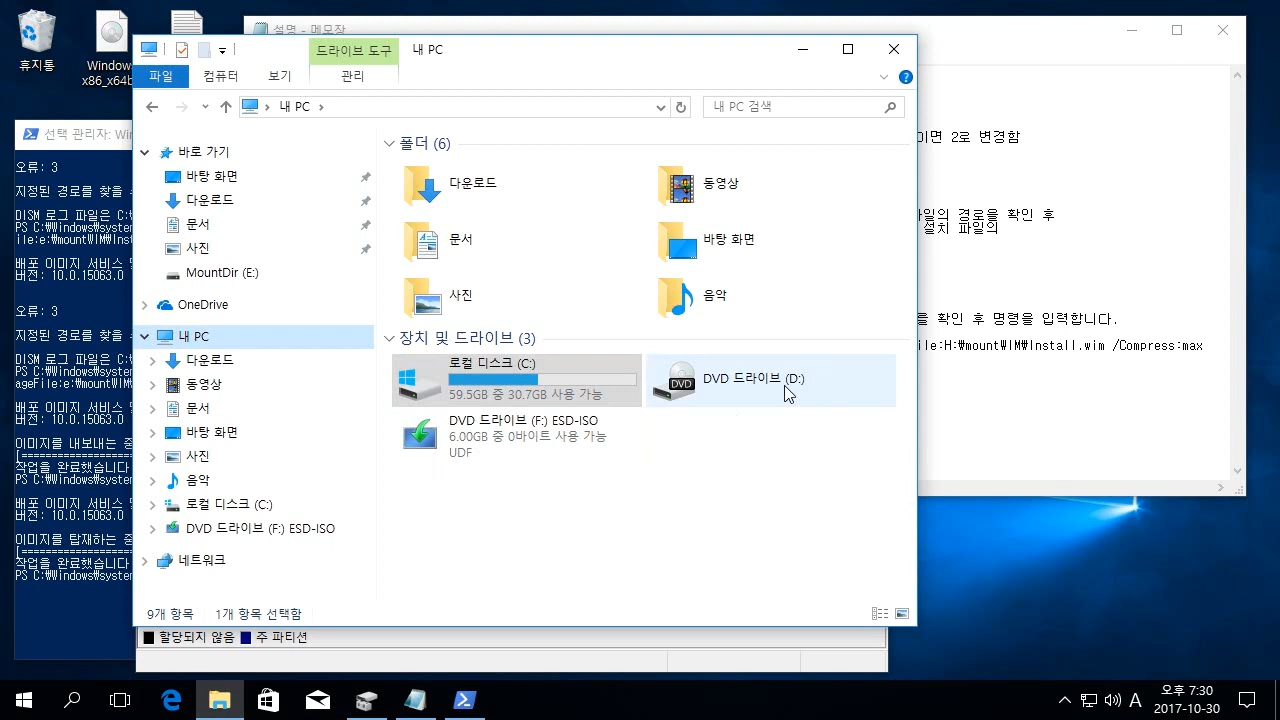 휴지통
Window
x86_x64b
설명 - 메모장
드라이브 도구
내 PC
파일
컴퓨터
보기
관리
내 PC
내 PC 검색
선택 관리자: Win
오류: 3
지정된 경로를 찾을
DISM 로그 파일은 C:\
PS C:\Windows\system
ile:e:\mountWIM\Inst
배포 이미지 서비스
버전: 10.0.15063.0
오류: 3
지정된 경로를 찾을
DISM 로그 파일은 C:\
PS C:\Windows\system
ageFile:e:\mountWIM
배포 이미지 서비스
버전: 10.0.15063.0
이미지를 내보내는 중
[====================
작업을 완료했습니다
PS C:\Windows\system
배포 이미지 서비스
버전: 10.0.15063.0
이미지를 탑재하는 중
[====================
작업을 완료했습니다
PS C:\Windows\system
바로 가기
바탕 화면
다운로드
문서
사진
MountDir (E:)
OneDrive
내 PC
다운로드
동영상
문서
바탕 화면
사진
음악
로컬 디스크 (C:)
DVD 드라이브 (F:) ESD-ISO
네트워크
폴더 (6)
다운로드
동영상
문서
바탕 화면
사진
음악
장치 및 드라이브 (3)
로컬 디스크 (C:)
59.5GB 중 30.7GB 사용 가능
DVD
DVD 드라이브 (D:)
DVD 드라이브 (F:) ESD-ISO
6.00GB 중 0바이트 사용 가능
UDF
9개 항목
1개 항목 선택함
이면 2로 변경함
파일의 경로를 확인 후
설치 파일의
를 확인 후 명령을 입력합니다.
ile:H:\mountWIM\Install.wim /Compress:max
할당되지 않음
주 파티션
A
오후 7:30
2017-10-30